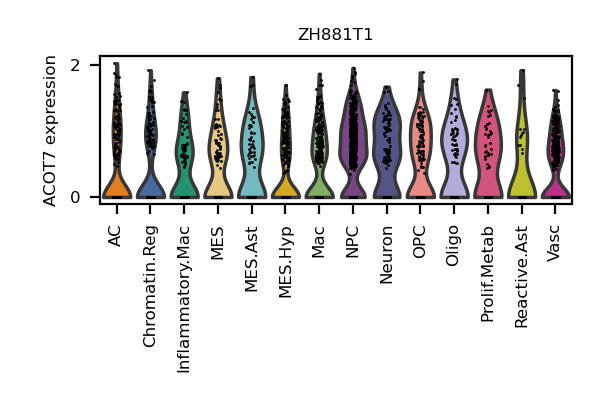 ZH881T1
ACOT7 expression
2
0
AC
Chromatin.Reg
Inflammatory.Mac
MES
MES.Ast
MES.Hyp
Mac
NPC
Neuron
OPC
Oligo
Prolif.Metab
Reactive.Ast
Vasc